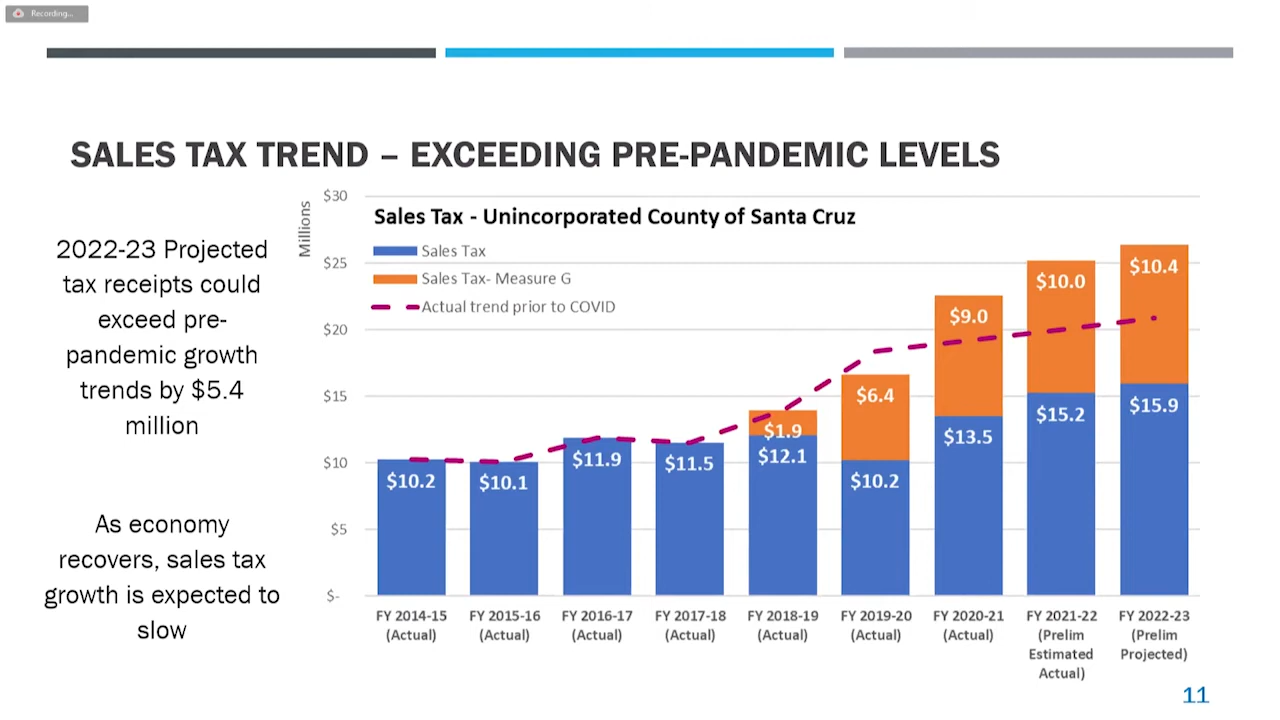 Recording...
SALES TAX TREND – EXCEEDING PRE-PANDEMIC LEVELS
2022-23 Projected
tax receipts could
exceed pre-
pandemic growth
trends by $5.4
million
As economy
recovers, sales tax
growth is expected to
slow
Millions
Sales Tax - Unincorporated County of Santa Cruz
Sales Tax
Sales Tax- Measure G
Actual trend prior to COVID
$30
$25
$20
$15
$10
$5
$-
$10.2
$10.1
$11.9
$11.5
$1.9
$12.1
$6.4
$10.2
$9.0
$13.5
$10.0
$15.2
$10.4
$15.9
FY 2014-15
(Actual)
FY 2015-16
(Actual)
FY 2016-17
(Actual)
FY 2017-18
(Actual)
FY 2018-19
(Actual)
FY 2019-20
(Actual)
FY 2020-21
(Actual)
FY 2021-22
(Prelim
Estimated
Actual)
FY 2022-23
(Prelim
Projected)
11